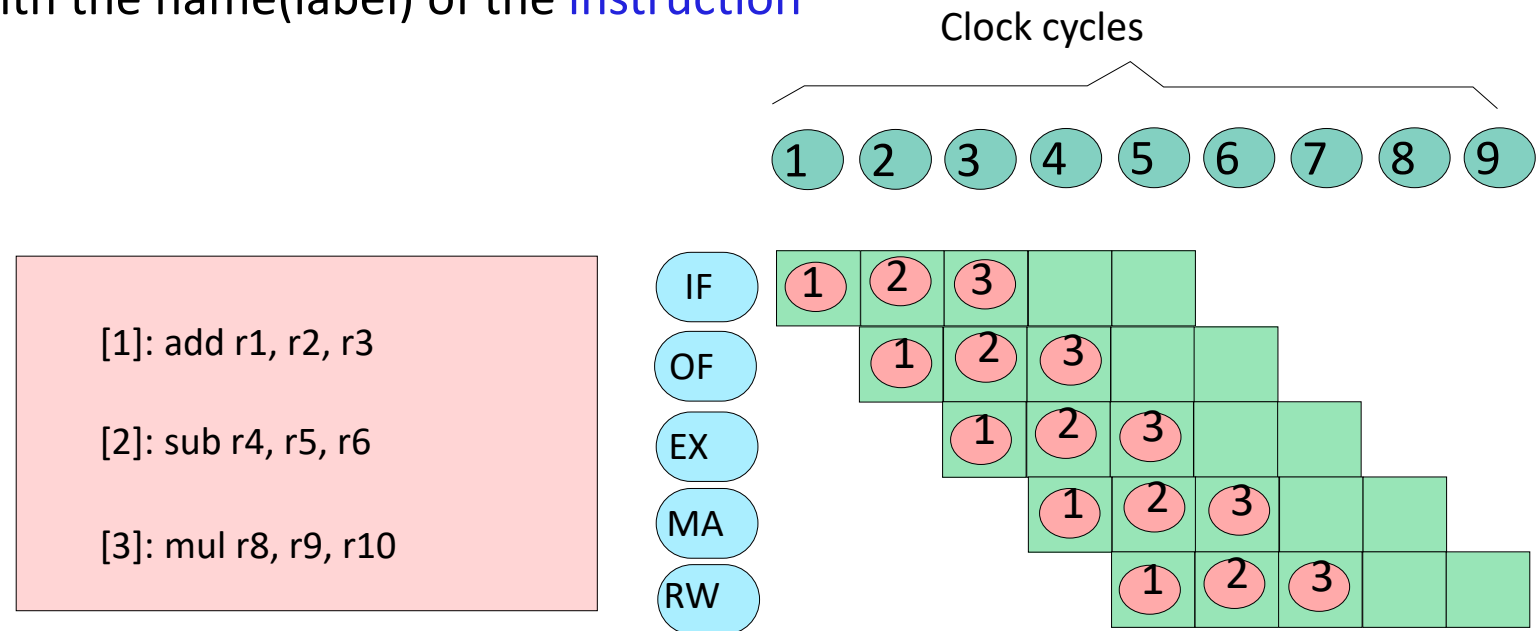 with the name(label) of the instruction
Clock cycles
1 2 3 4 5 6 7 8 9
[1]: add r1, r2, r3
[2]: sub r4, r5, r6
[3]: mul r8, r9, r10
IF 1 2 3
OF 1 2 3
EX 1 2 3
MA 1 2 3
RW 1 2 3